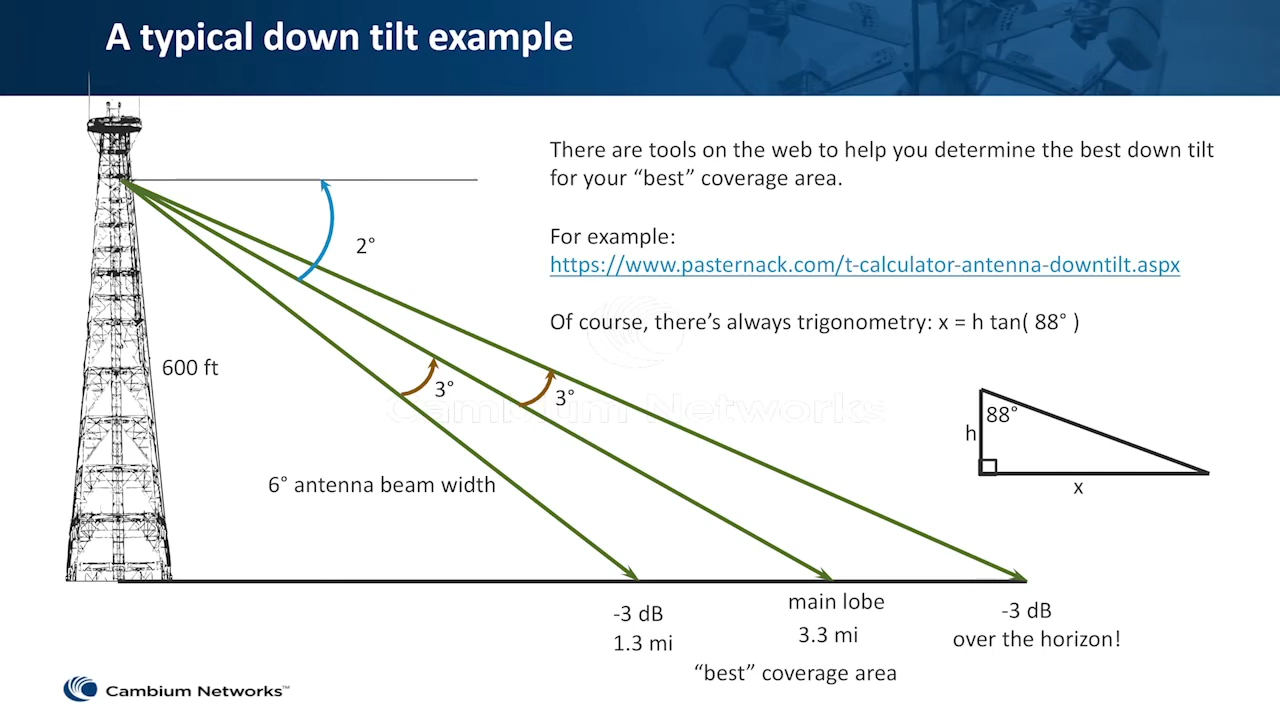 A typical down tilt example
There are tools on the web to help you determine the best down tilt
for your “best” coverage area.
For example:
https://www.pasternack.com/t-calculator-antenna-downtilt.aspx
Of course, there’s always trigonometry: x = h tan( 88° )
2°
600 ft
3°
3°
Cambium Networks
88°
h
x
6° antenna beam width
-3 dB
1.3 mi
main lobe
3.3 mi
-3 dB
over the horizon!
“best” coverage area
Cambium Networks™